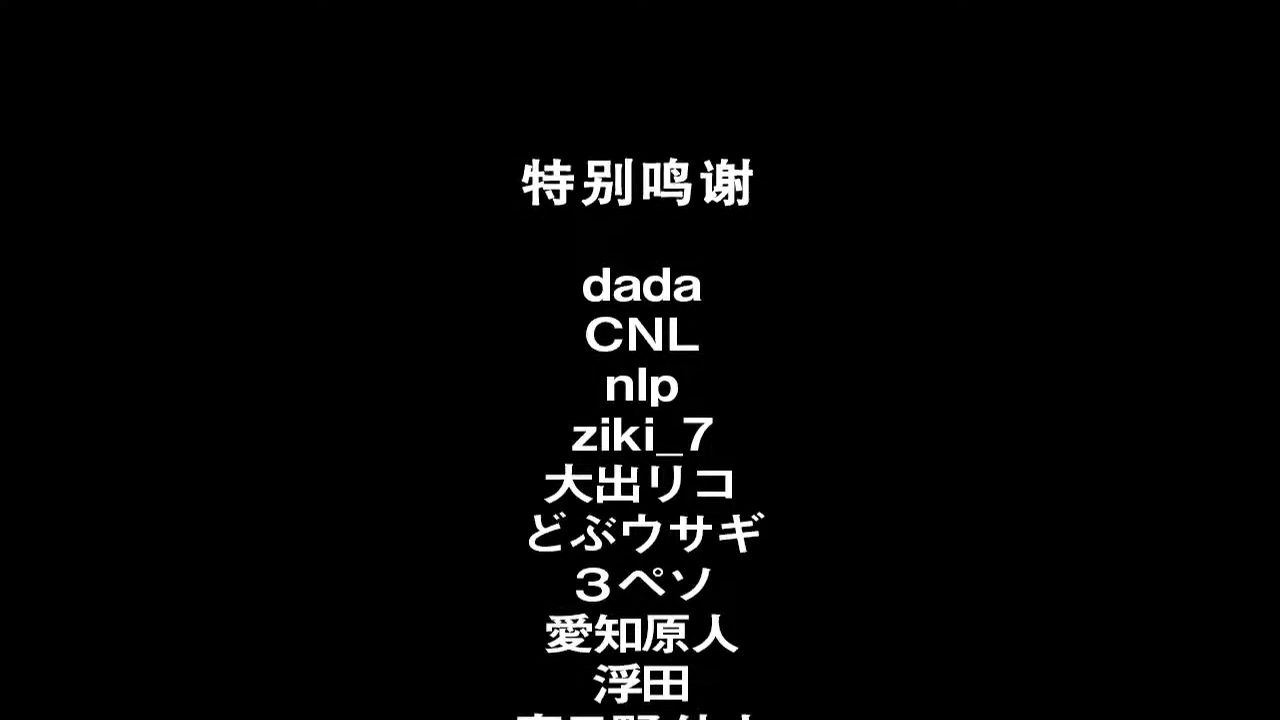 特别鸣谢
dada
CNL
nlp
ziki_7
大出リコ
どぶウサギ
３ペソ
愛知原人
浮田